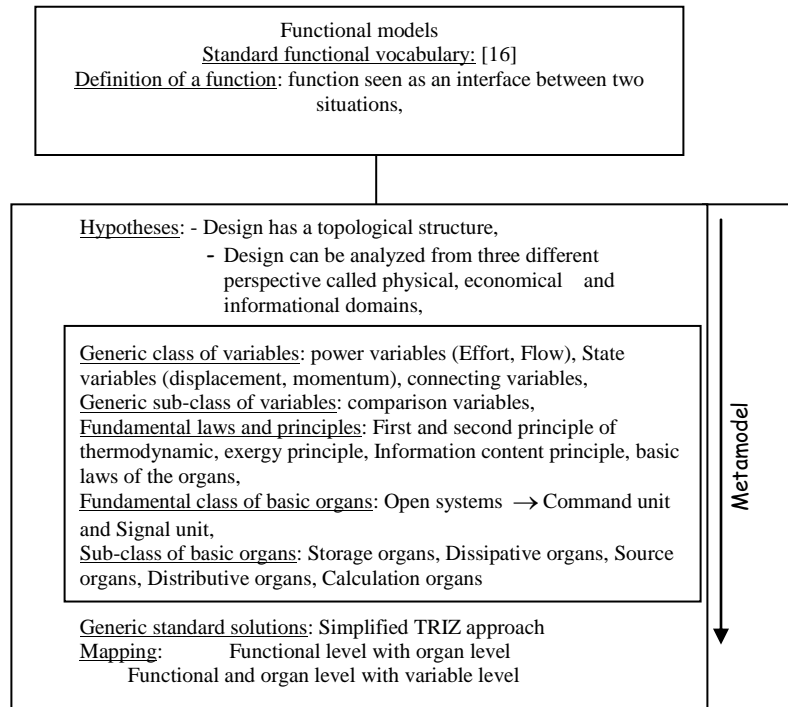 Functional models
Standard functional vocabulary: [16]
Definition of a function: function seen as an interface between two
situations,
Hypotheses: - Design has a topological structure,
- Design can be analyzed from three different
perspective called physical, economical and
informational domains,
Generic class of variables: power variables (Effort, Flow), State
variables (displacement, momentum), connecting variables,
Generic sub-class of variables: comparison variables,
Fundamental laws and principles: First and second principle of
thermodynamic, exergy principle, Information content principle, basic
laws of the organs,
Fundamental class of basic organs: Open systems → Command unit
and Signal unit,
Sub-class of basic organs: Storage organs, Dissipative organs, Source
organs, Distributive organs, Calculation organs
Generic standard solutions: Simplified TRIZ approach
Mapping: Functional level with organ level
Functional and organ level with variable level
Metamodel